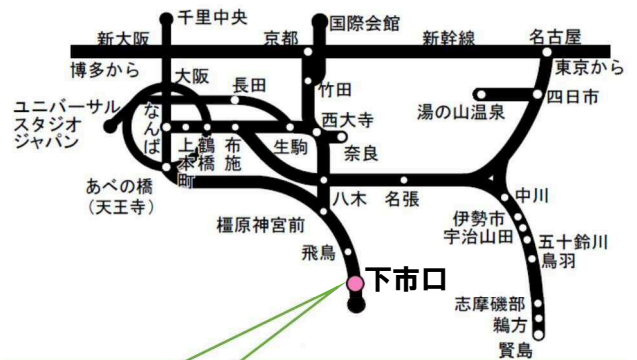 千里中央
国際会館
新大阪
京都
新幹線
名古屋
博多から
東京から
大阪
長田
竹田
湯の山温泉
四日市
ユニバーサル
スタジオ
ジャパン
なんば
上本町
鶴橋
布施
生駒
西大寺
奈良
あべの橋
(天王寺)
八木
名張
中川
橿原神宮前
伊勢市
宇治山田
五十鈴川
鳥羽
飛鳥
下市口
志摩磯部
鵜方
賢島